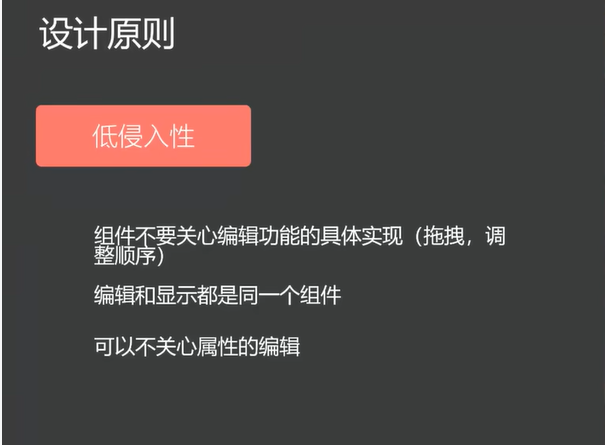 设计原则
低侵入性
组件不要关心编辑功能的具体实现（拖拽，调
整顺序）
编辑和显示都是同一个组件
可以不关心属性的编辑